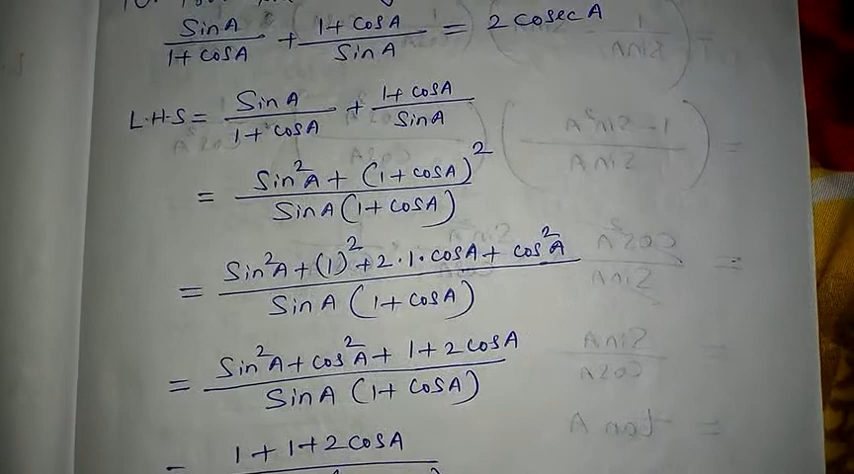 sinA/(1+cosA) + (1+cosA)/sinA = 2 cosecA
L.H.S = sinA/(1+cosA) + (1+cosA)/sinA
= (sin²A + (1+cosA)²)/(sinA(1+cosA))
= (sin²A + (1)² + 2·1·cosA + cos²A)/(sinA(1+cosA))
= (sin²A + cos²A + 1 + 2cosA)/(sinA(1+cosA))
= 1+1+2cosA